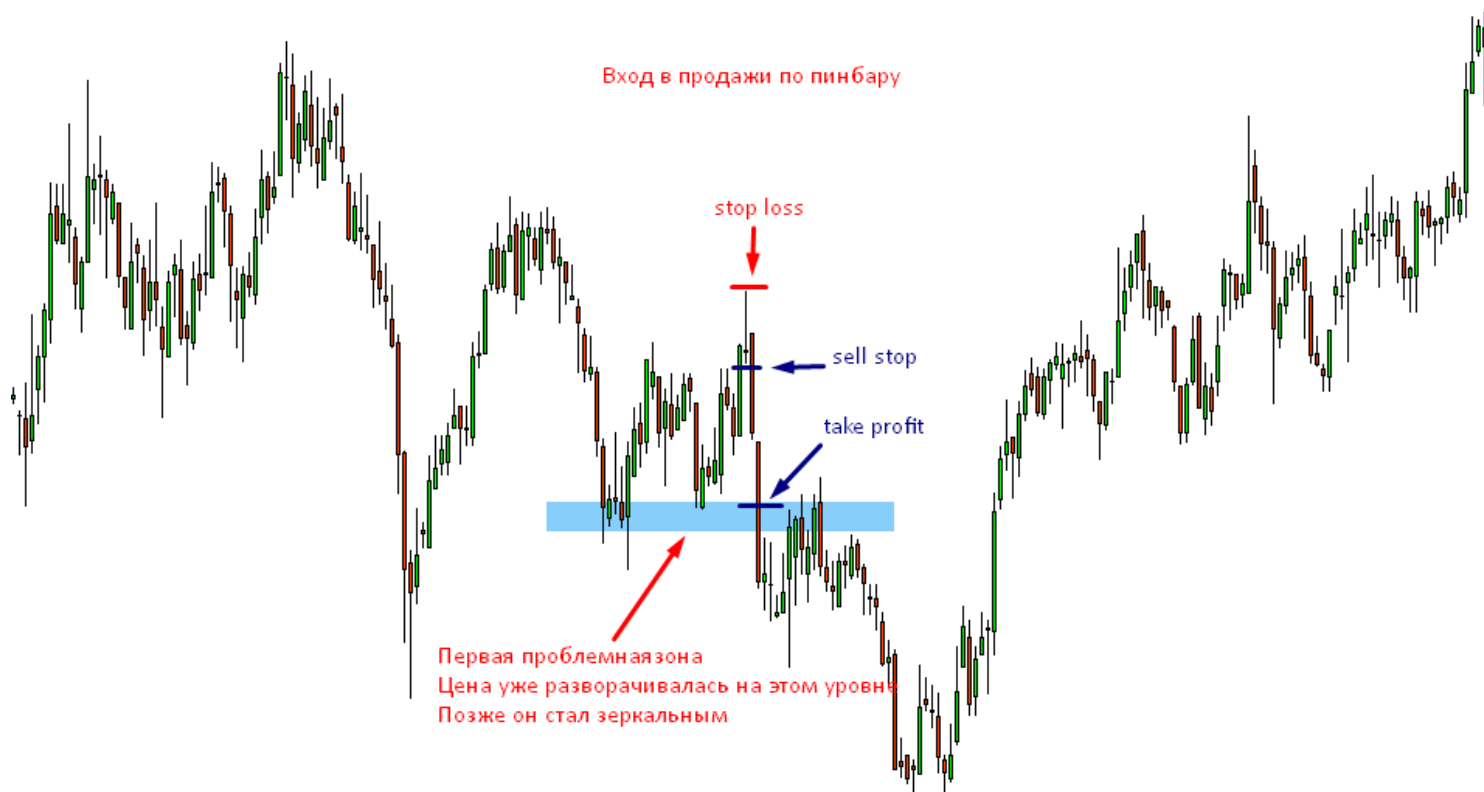 Вход в продажи по пинбару
stop loss
sell stop
take profit
Первая проблемнаязона
Цена уже разворачивалась на этом уровне
Позже он стал зеркальным